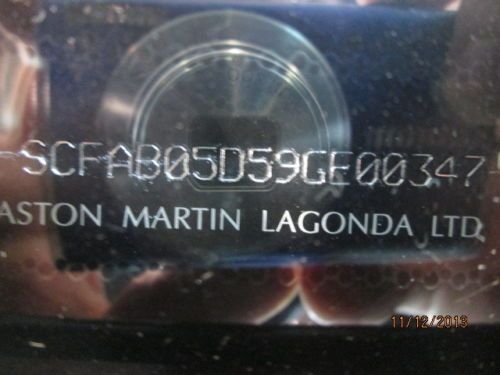 SCFAB05D59GE00347
ASTON MARTIN LAGONDA LTD
11/12/2013